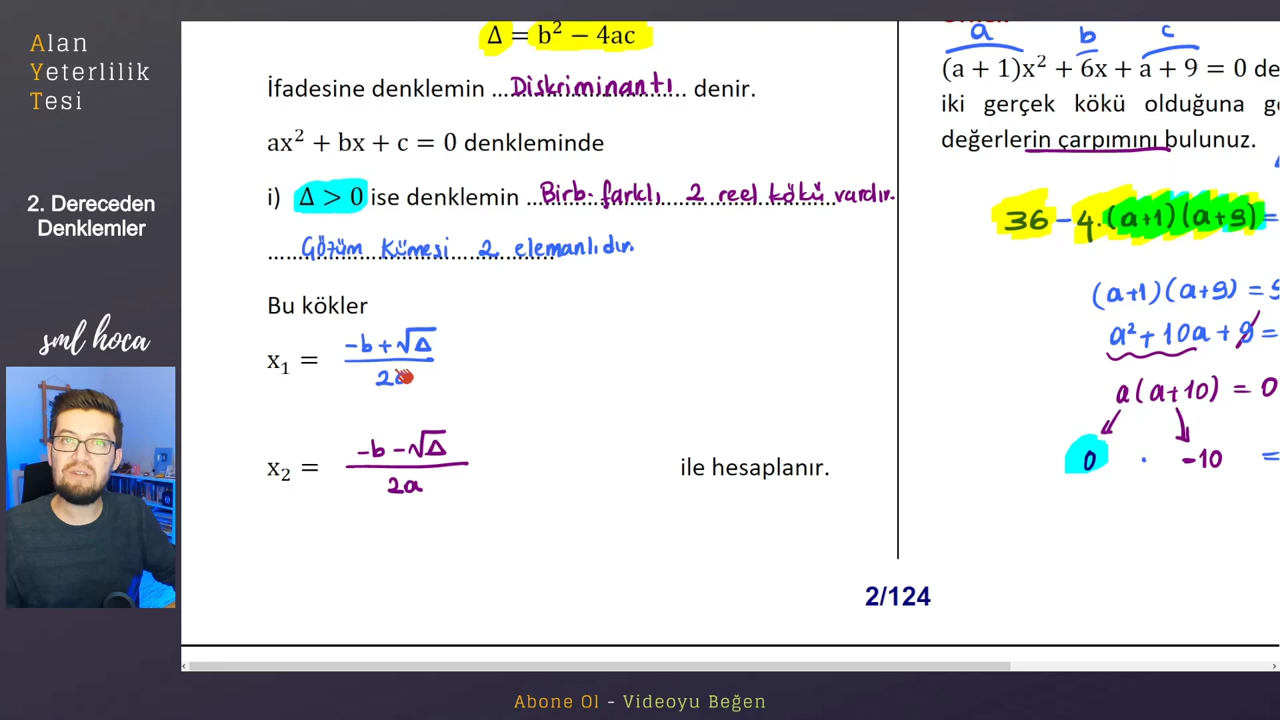 Alan
Yeterlilik
Tesi
2. Dereceden
Denklemler
sml hoca
Δ = b² − 4ac
İfadesine denklemin ...Diskriminantı... denir.
ax² + bx + c = 0 denkleminde
i) Δ > 0 ise denklemin ...Birb. farklı 2 reel kökü vardır.
Çözüm Kümesi 2 elemanlıdır.
Bu kökler
x₁ = (-b + √Δ) / 2a
x₂ = (-b - √Δ) / 2a ile hesaplanır.
a b c
(a + 1)x² + 6x + a + 9 = 0
iki gerçek kökü olduğuna
değerlerin çarpımını bulunuz.
36 - 4.(a+1)(a+9) =
(a+1)(a+9) =
a² + 10a + 9 =
a(a+10) = 0
0 . -10 =
2/124
Abone Ol - Videoyu Beğen